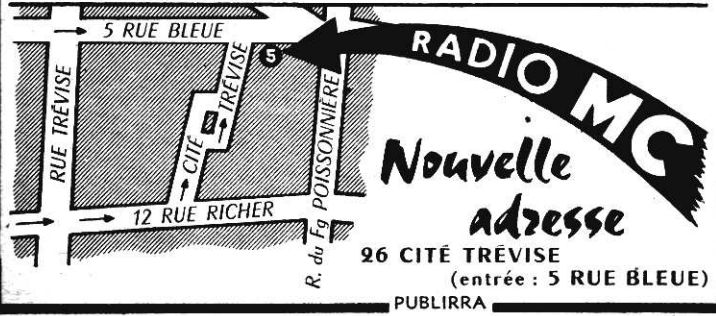 5 RUE BLEUE
RADIO MC
5
RUE TRÉVISE
CITÉ TRÉVISE
R. du Fg POISSONNIÈRE
12 RUE RICHER
Nouvelle
adresse
26 CITÉ TRÉVISE
(entrée : 5 RUE BLEUE)
PUBLIRRA